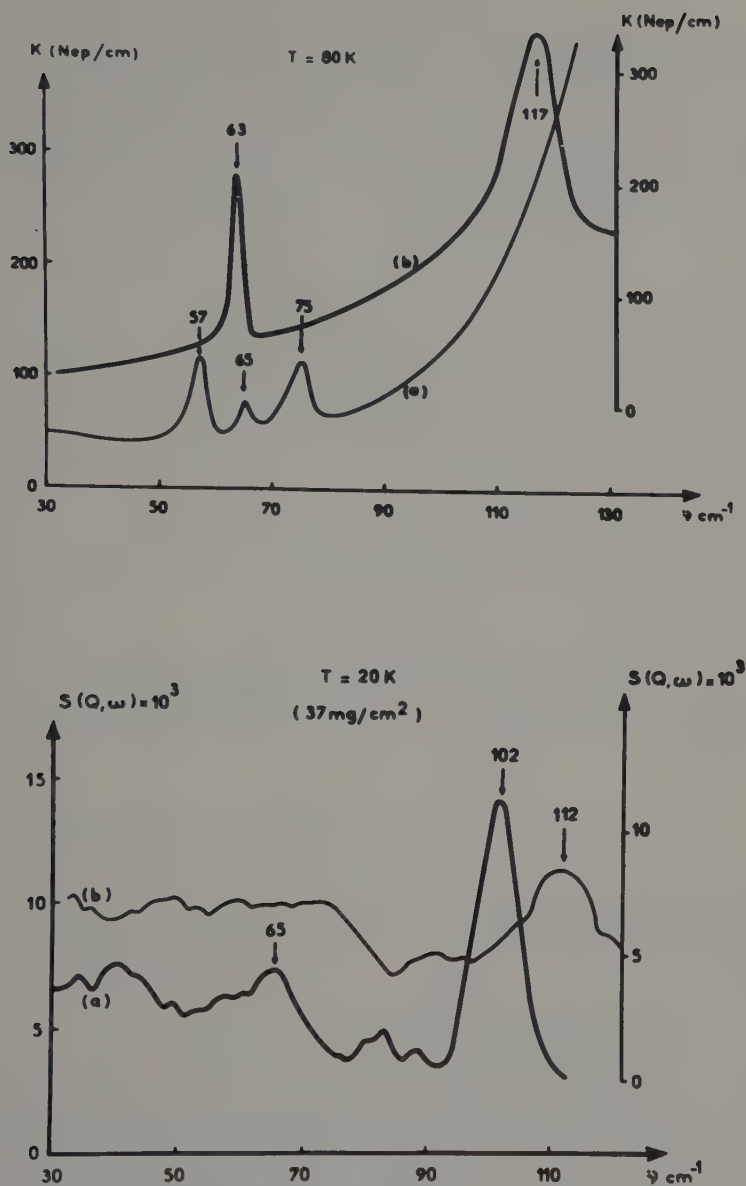 K (Nep/cm)
T = 80 K
K (Nep/cm)
300
200
100
0
300
200
100
0
63
57
65
75
117
(b)
(a)
30 50 70 90 110 130 ν̄ cm⁻¹
T = 20 K
(37mg/cm²)
S(Q,ω)=10³
S(Q,ω)=10³
15
10
5
0
10
5
0
102
112
65
(b)
(a)
30 50 70 90 110 ν̄ cm⁻¹